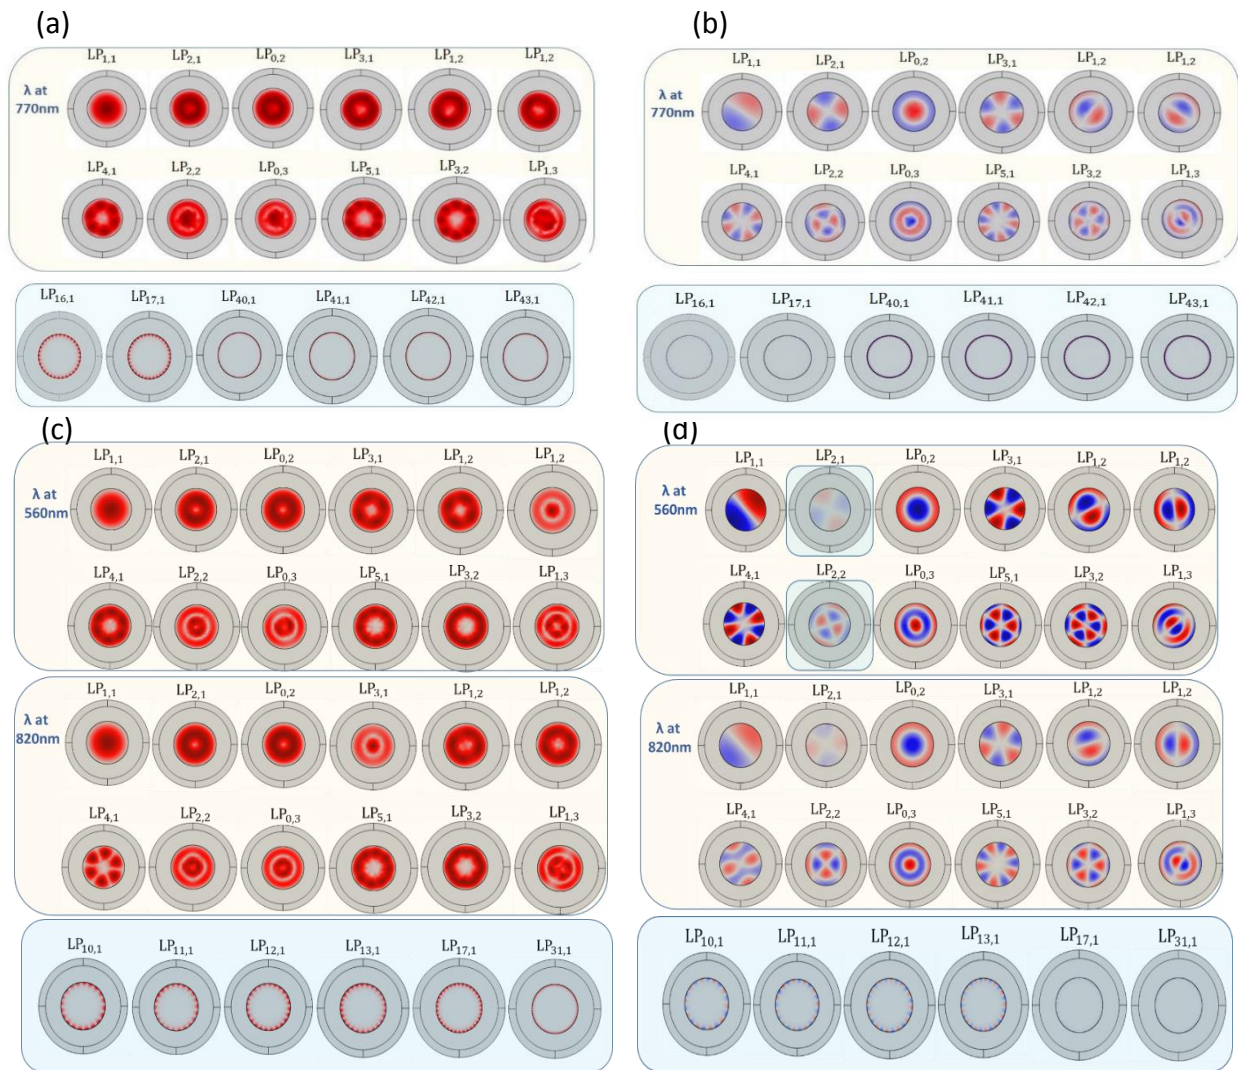 (a)
LP1,1 LP2,1 LP0,2 LP3,1 LP1,2 LP1,2
λ at
770nm
LP4,1 LP2,2 LP0,3 LP5,1 LP3,2 LP1,3
LP16,1 LP17,1 LP40,1 LP41,1 LP42,1 LP43,1
(b)
LP1,1 LP2,1 LP0,2 LP3,1 LP1,2 LP1,2
λ at
770nm
LP4,1 LP2,2 LP0,3 LP5,1 LP3,2 LP1,3
LP16,1 LP17,1 LP40,1 LP41,1 LP42,1 LP43,1
(c)
LP1,1 LP2,1 LP0,2 LP3,1 LP1,2 LP1,2
λ at
560nm
LP4,1 LP2,2 LP0,3 LP5,1 LP3,2 LP1,3
LP1,1 LP2,1 LP0,2 LP3,1 LP1,2 LP1,2
λ at
820nm
LP4,1 LP2,2 LP0,3 LP5,1 LP3,2 LP1,3
LP10,1 LP11,1 LP12,1 LP13,1 LP17,1 LP31,1
(d)
LP1,1 LP2,1 LP0,2 LP3,1 LP1,2 LP1,2
λ at
560nm
LP4,1 LP2,2 LP0,3 LP5,1 LP3,2 LP1,3
LP1,1 LP2,1 LP0,2 LP3,1 LP1,2 LP1,2
λ at
820nm
LP4,1 LP2,2 LP0,3 LP5,1 LP3,2 LP1,3
LP10,1 LP11,1 LP12,1 LP13,1 LP17,1 LP31,1